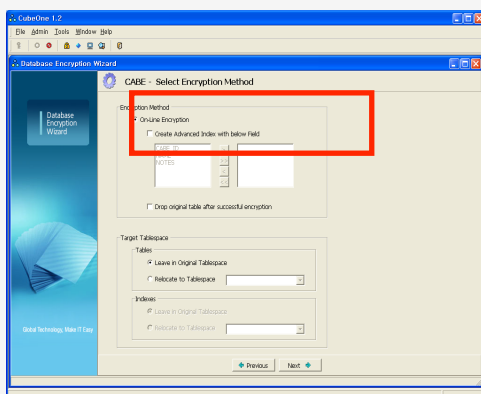 CubeOne 1.2
File Admin Tools Window Help
Database Encryption Wizard
CABE - Select Encryption Method
Database
Encryption
Wizard
Encryption Method
On-Line Encryption
Create Advanced Index with below Field
NOTES
Drop original table after successful encryption
Target Tablespace
Tables
Leave in Original Tablespace
Relocate to Tablespace
Indexes
Leave in Original Tablespace
Relocate to Tablespace
Global Technology, Make IT Easy
Previous Next